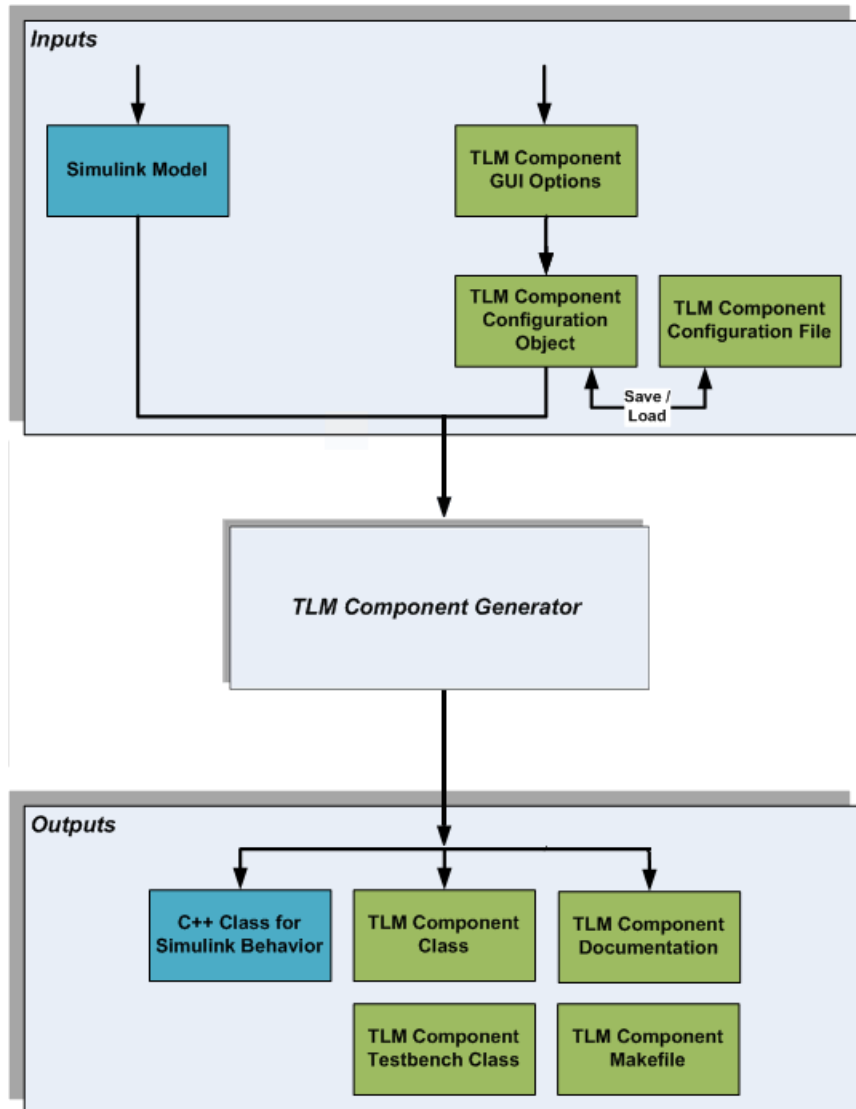 Inputs
Simulink Model
TLM Component
GUI Options
TLM Component
Configuration
Object
TLM Component
Configuration File
Save /
Load
TLM Component Generator
Outputs
C++ Class for
Simulink Behavior
TLM Component
Class
TLM Component
Documentation
TLM Component
Testbench Class
TLM Component
Makefile